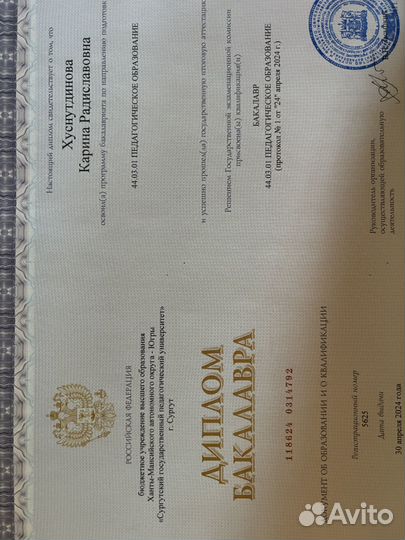 РОССИЙСКАЯ ФЕДЕРАЦИЯ
бюджетное учреждение высшего образования
Ханты-Мансийского автономного округа - Югры
«Сургутский государственный педагогический университет»
г. Сургут
ДИПЛОМ
БАКАЛАВРА
118624 0314792
ОКУМЕНТ ОБ ОБРАЗОВАНИИ И О КВАЛИФИКАЦИИ
Регистрационный номер
5625
Дата выдачи
30 апреля 2024 года
Настоящий диплом свидетельствует о том, что
Хуснутдинова
Карина Радиславовна
освоил(а) программу бакалавриата по направлению подготовк
44.03.01 ПЕДАГОГИЧЕСКОЕ ОБРАЗОВАНИЕ
и успешно прошел(ла) государственную итоговую аттестацию
Решением Государственной экзаменационной комиссии
присвоена(ы) квалификация(и)
БАКАЛАВР
44.03.01 ПЕДАГОГИЧЕСКОЕ ОБРАЗОВАНИЕ
(протокол № 1 от "24" апреля 2024 г.)
Руководитель организации,
осуществляющей образовательную
деятельность
Avito